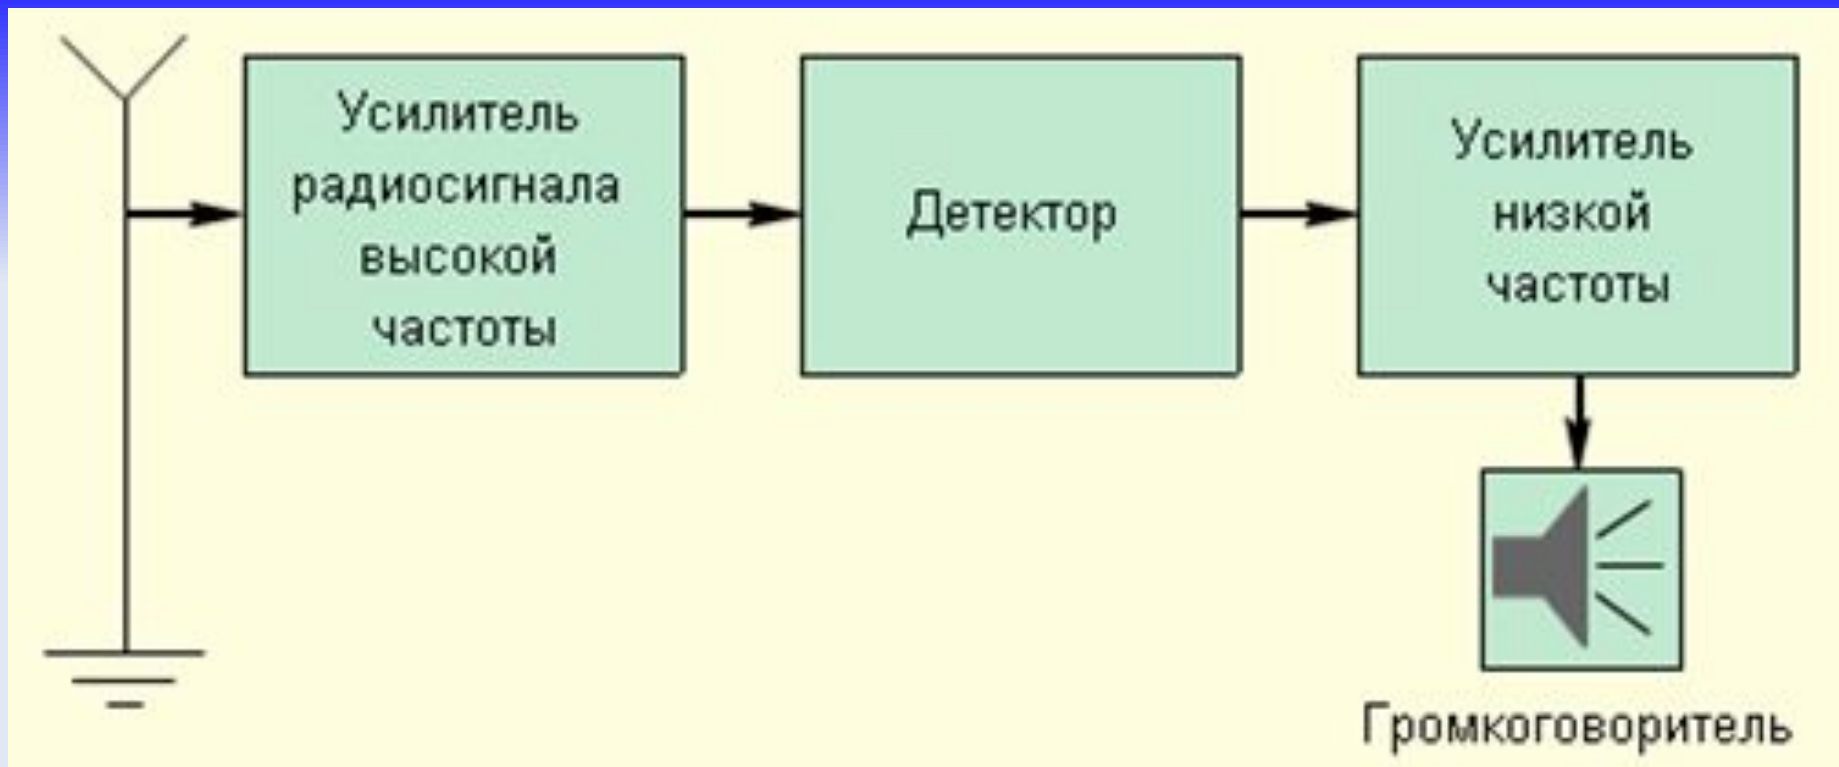 Усилитель
радиосигнала
высокой
частоты
Детектор
Усилитель
низкой
частоты
Громкоговоритель